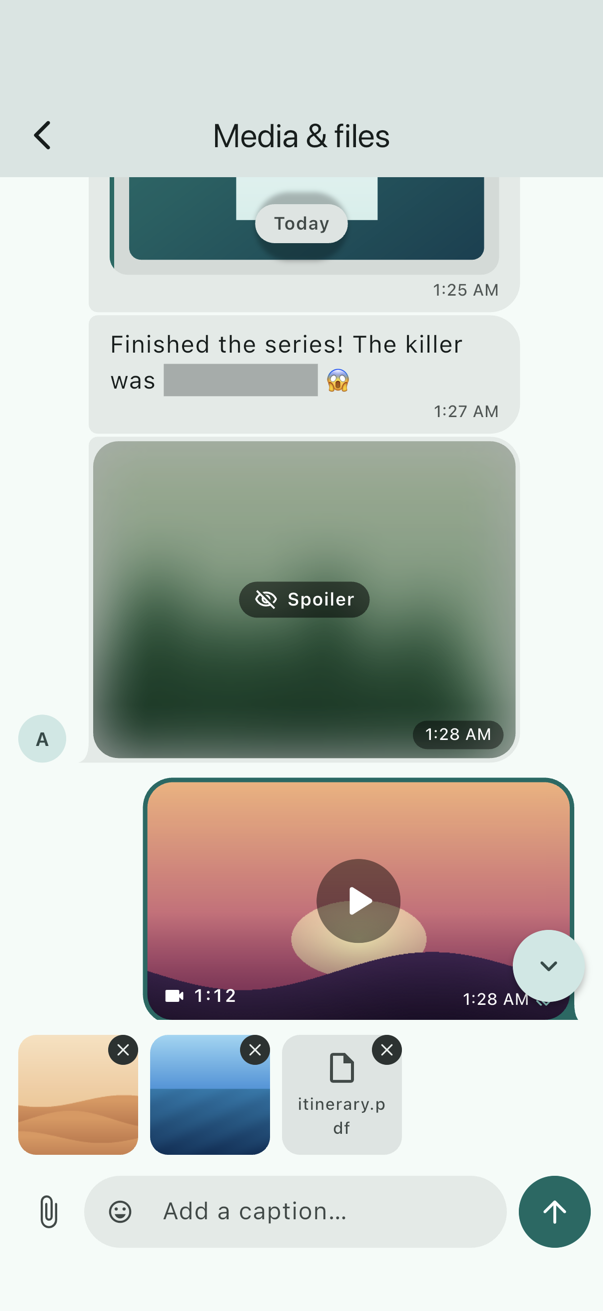 Media & files
Today
1:25 AM
Finished the series! The killer
was 😱
1:27 AM
Spoiler
1:28 AM
A
1:12
1:28 AM
itinerary.p
df
Add a caption...